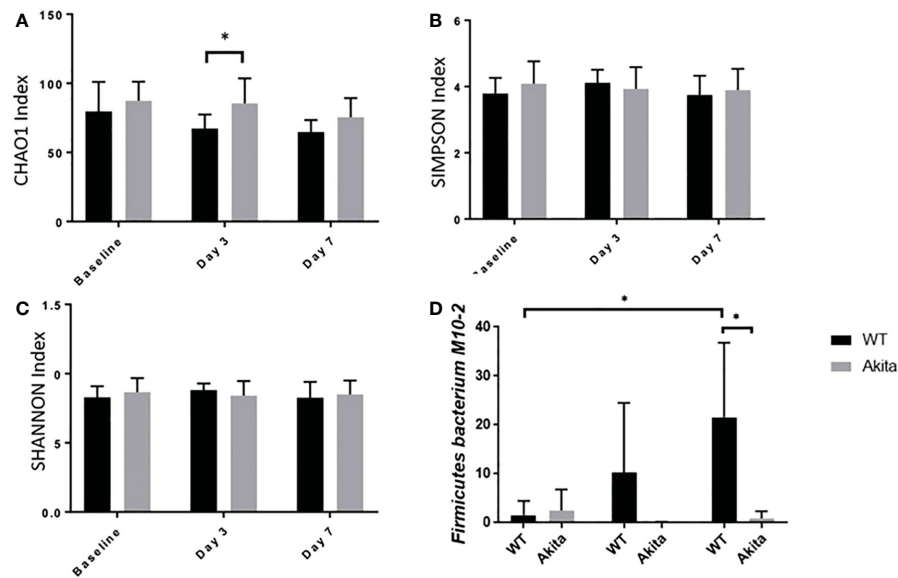 A
CHAO1 Index
150
100
50
0
*
Baseline
Day 3
Day 7
B
SIMPSON Index
6
4
2
0
Day 3
Day 7
C
SHANNON Index
1.5
0
5
0.0
Baseline
Day 3
Day 7
D
Firmicutes bacterium M10-2
40
30
20
10
0
*
*
WT
Akita
WT
Akita
WT
Akita
WT
Akita